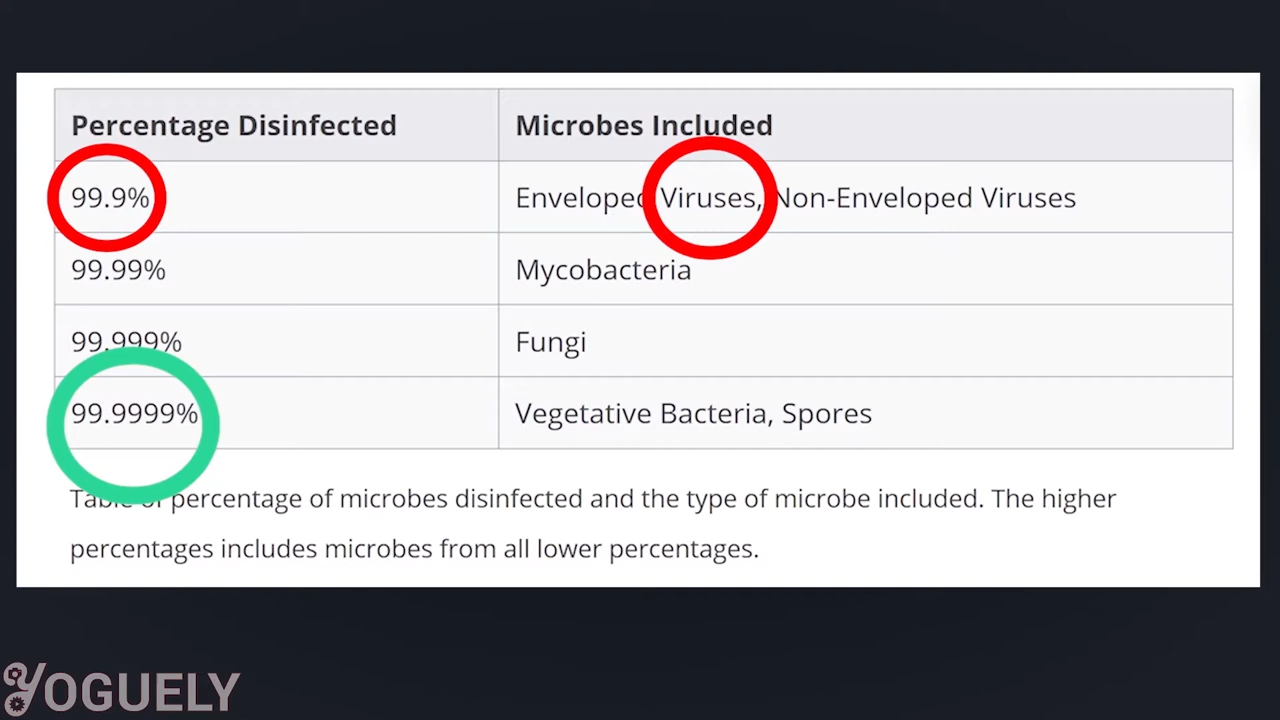 Percentage Disinfected Microbes Included
99.9% Enveloped Viruses, Non-Enveloped Viruses
99.99% Mycobacteria
99.999% Fungi
99.9999% Vegetative Bacteria, Spores
Table of percentage of microbes disinfected and the type of microbe included. The higher
percentages includes microbes from all lower percentages.
YOGUELY